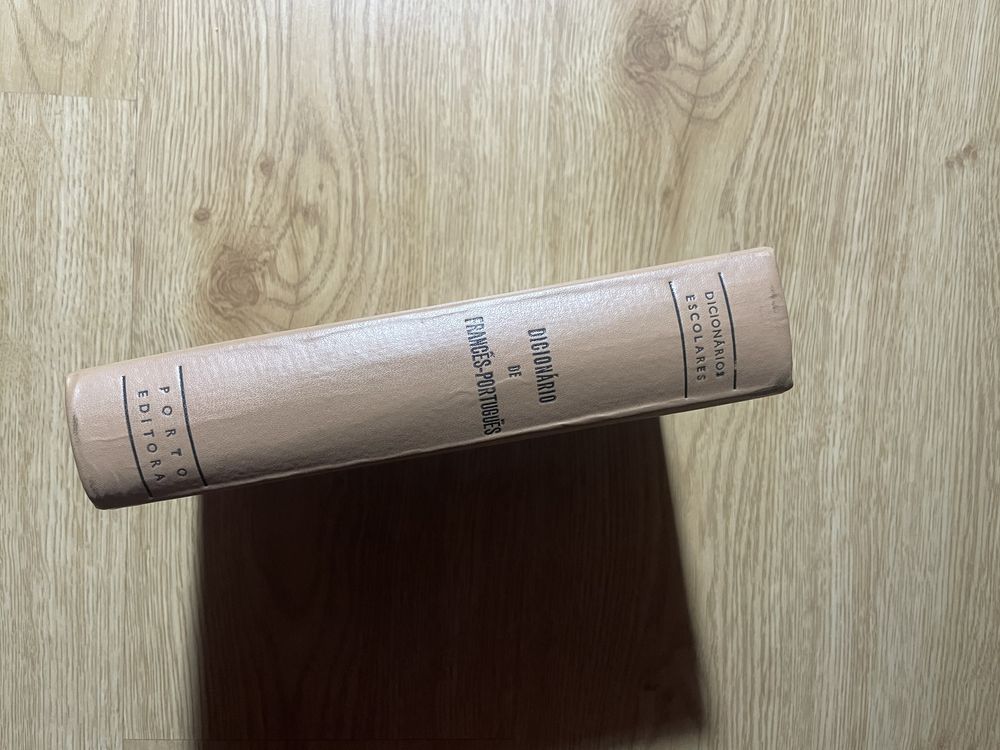 DICIONÁRIOS
ESCOLARES
DICIONÁRIO
DE
FRANCÊS-PORTUGUÊS
PORTO
EDITORA